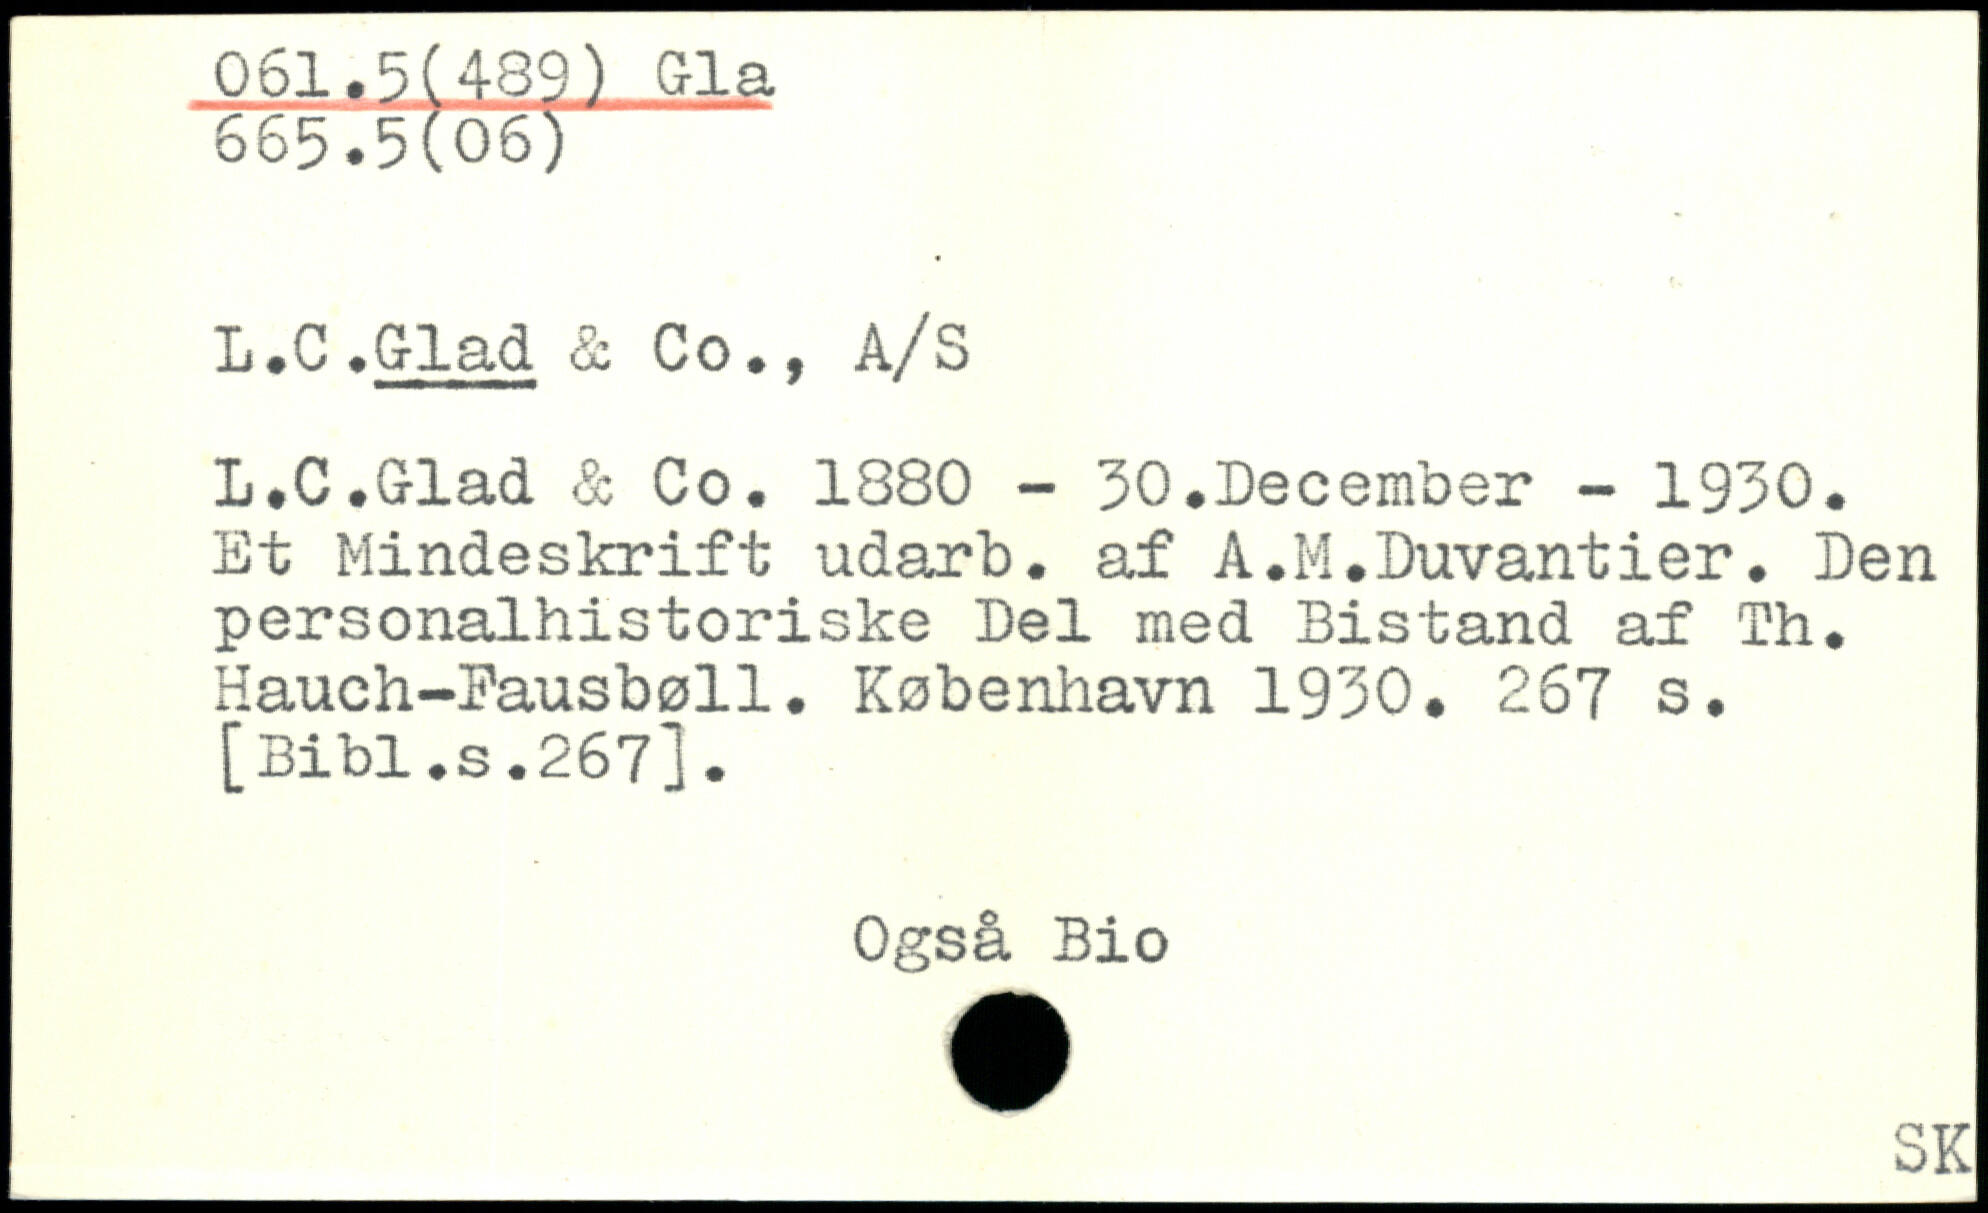 061.5(489) Gla
665.5(06)
L.C.Glad & Co., A/S
L.C.Glad & Co. 1880 - 30.December - 1930.
Et Mindeskrift udarb. af A.M.Duvantier. Den
personalhistoriske Del med Bistand af Th.
Hauch-Fausbøll. København 1930. 267 s.
[Bibl.s.267].
Også Bio
SK